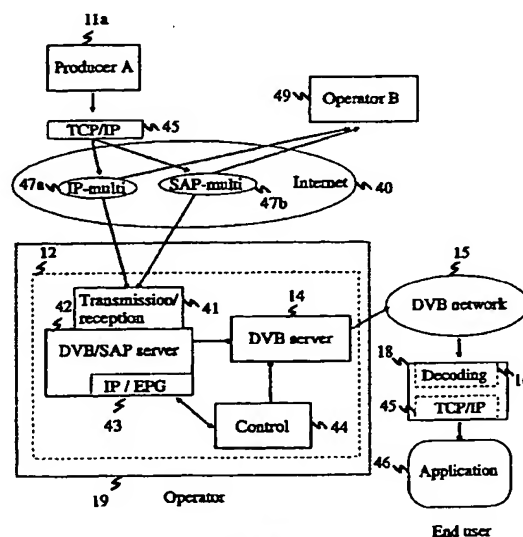 11a
Producer A
TCP/IP
45
49
Operator B
47a
IP-multi
SAP-multi
47b
Internet
40
12
42
Transmission/
reception
41
14
15
DVB network
DVB/SAP server
DVB server
IP / EPG
43
Control
44
18
Decoding
45
TCP/IP
46
Application
19
Operator
End user